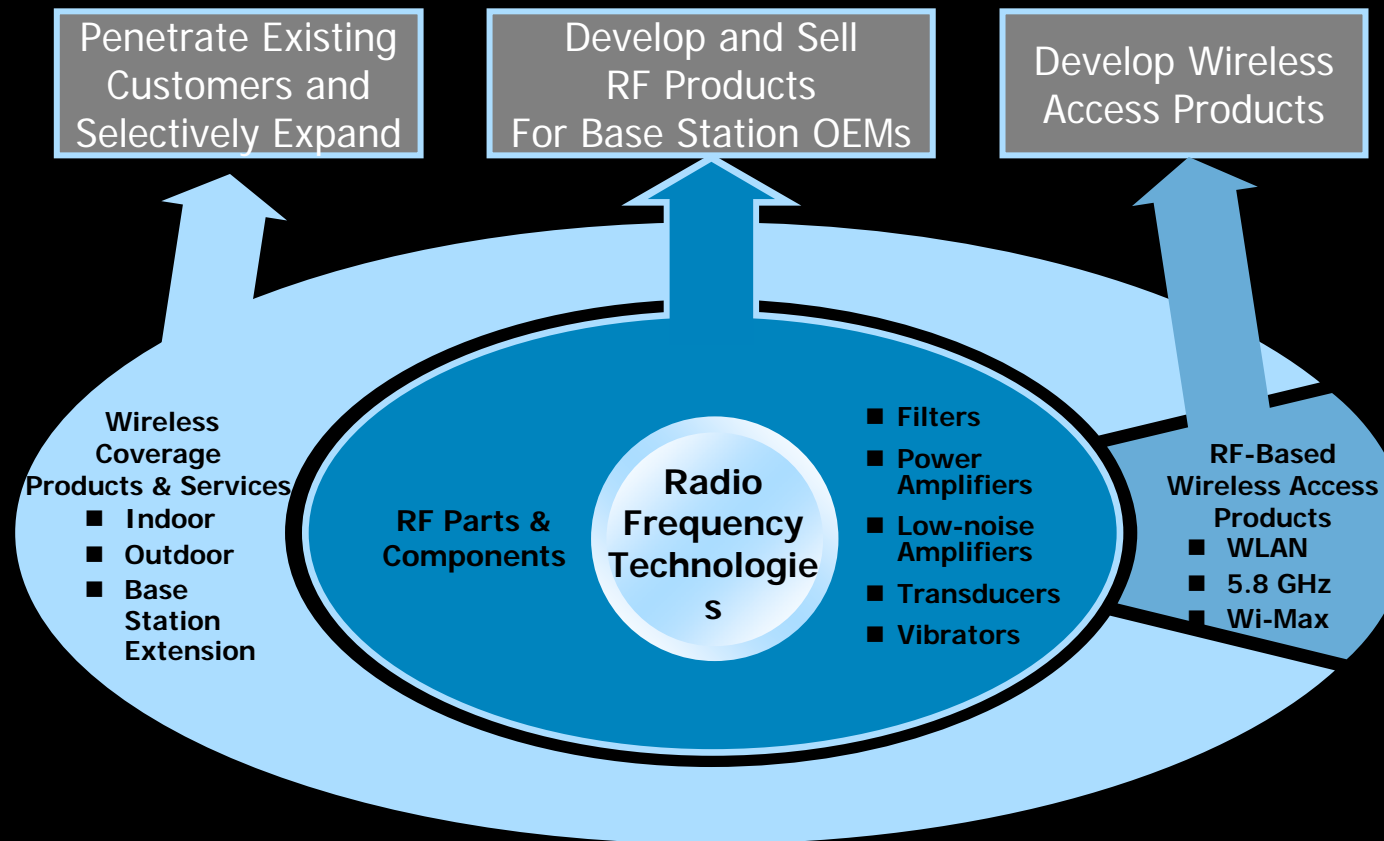 Penetrate Existing
Customers and
Selectively Expand
Develop and Sell
RF Products
For Base Station OEMs
Develop Wireless
Access Products
Wireless
Coverage
Products & Services
■ Indoor
■ Outdoor
■ Base
Station
Extension
RF Parts &
Components
Radio
Frequency
Technologie
s
■ Filters
■ Power
Amplifiers
■ Low-noise
Amplifiers
■ Transducers
■ Vibrators
RF-Based
Wireless Access
Products
■ WLAN
■ 5.8 GHz
■ Wi-Max